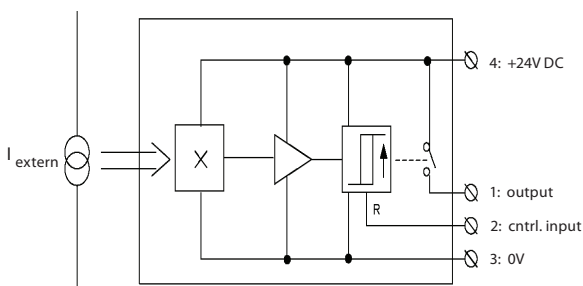 4: +24V DC
I extern
X
R
1: output
2: cntrl. input
3: 0V